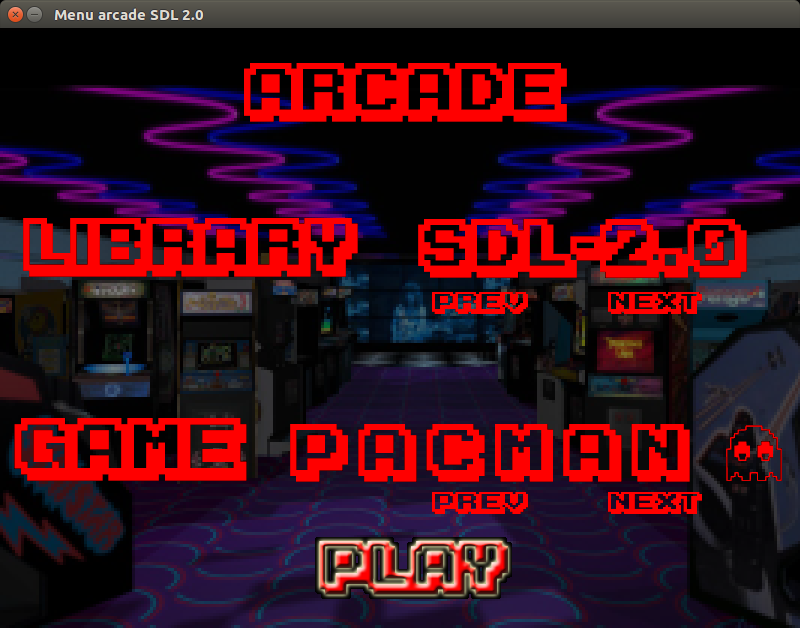 Menu arcade SDL 2.0
ARCADE
LIBRARY SDL-2.0
PREV NEXT
GAME PACMAN
PREV NEXT
PLAY